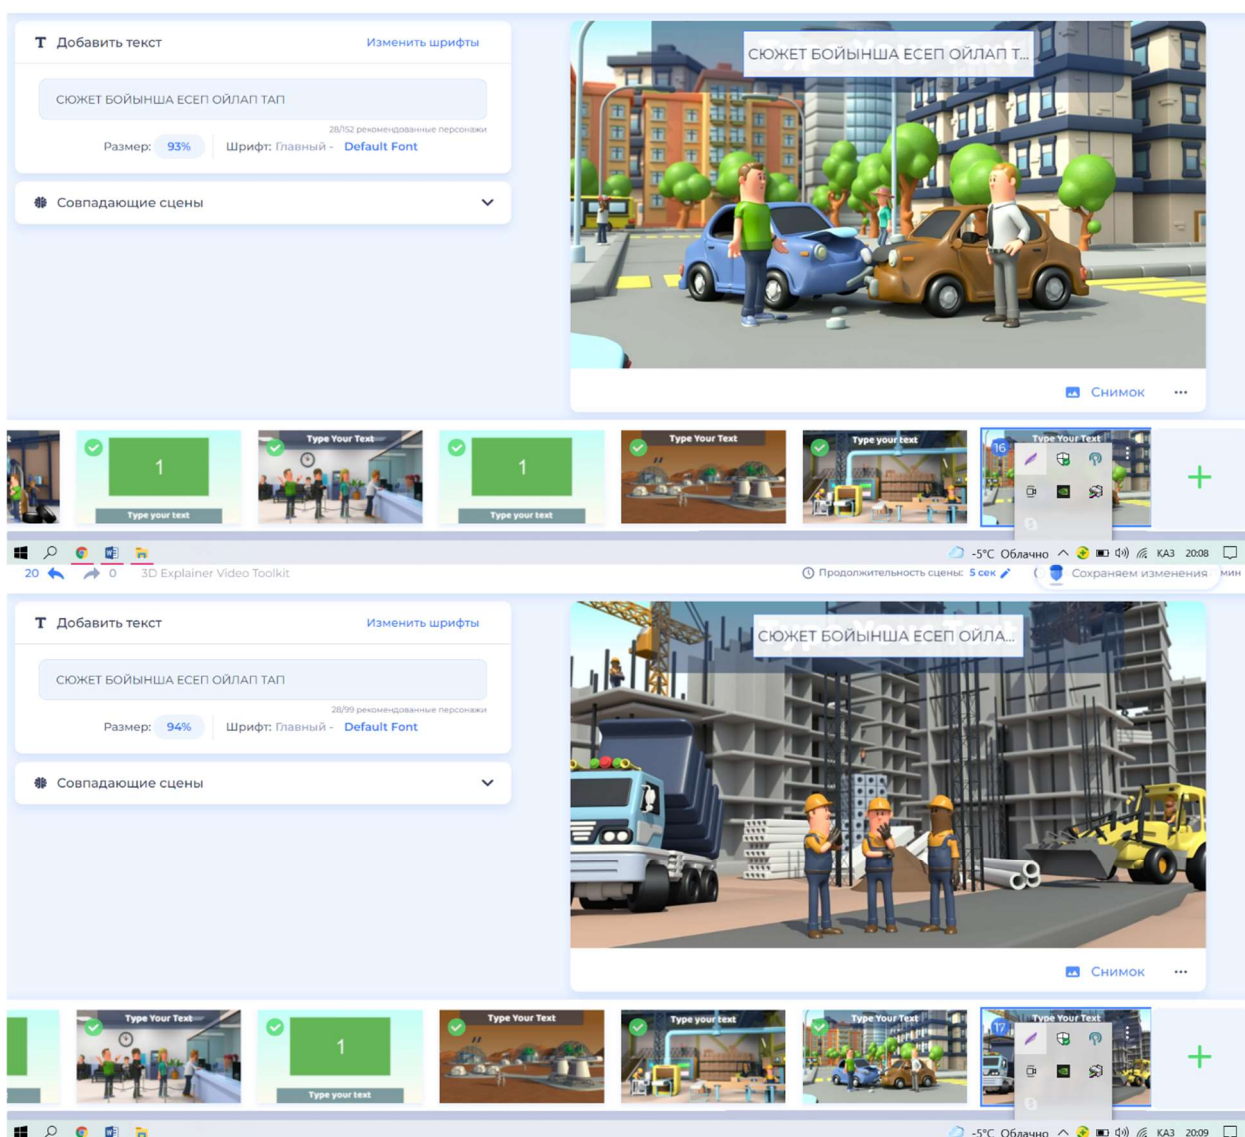 Добавить текст
Изменить шрифты
СЮЖЕТ БОЙЫНША ЕСЕП ОЙЛАП ТАП
28/152 рекомендованные персонажи
Размер: 93% Шрифт: Главный - Default Font
Совпадающие сцены
СЮЖЕТ БОЙЫНША ЕСЕП ОЙЛАП Т...
Снимок
1
Type your text
Type Your Text
1
Type your text
Type Your Text
Type your text
16
Type Your Text
-5°C Облачно
ҚАЗ 20:08
20
0
3D Explainer Video Toolkit
Продолжительность сцены: 5 сек
Сохраняем изменения
мин
Добавить текст
Изменить шрифты
СЮЖЕТ БОЙЫНША ЕСЕП ОЙЛАП ТАП
28/99 рекомендованные персонажи
Размер: 94% Шрифт: Главный - Default Font
Совпадающие сцены
СЮЖЕТ БОЙЫНША ЕСЕП ОЙЛА...
Снимок
Type Your Text
1
Type your text
Type Your Text
Type your text
Type Your Text
17
Type Your Text
-5°C Облачно
ҚАЗ 20:09